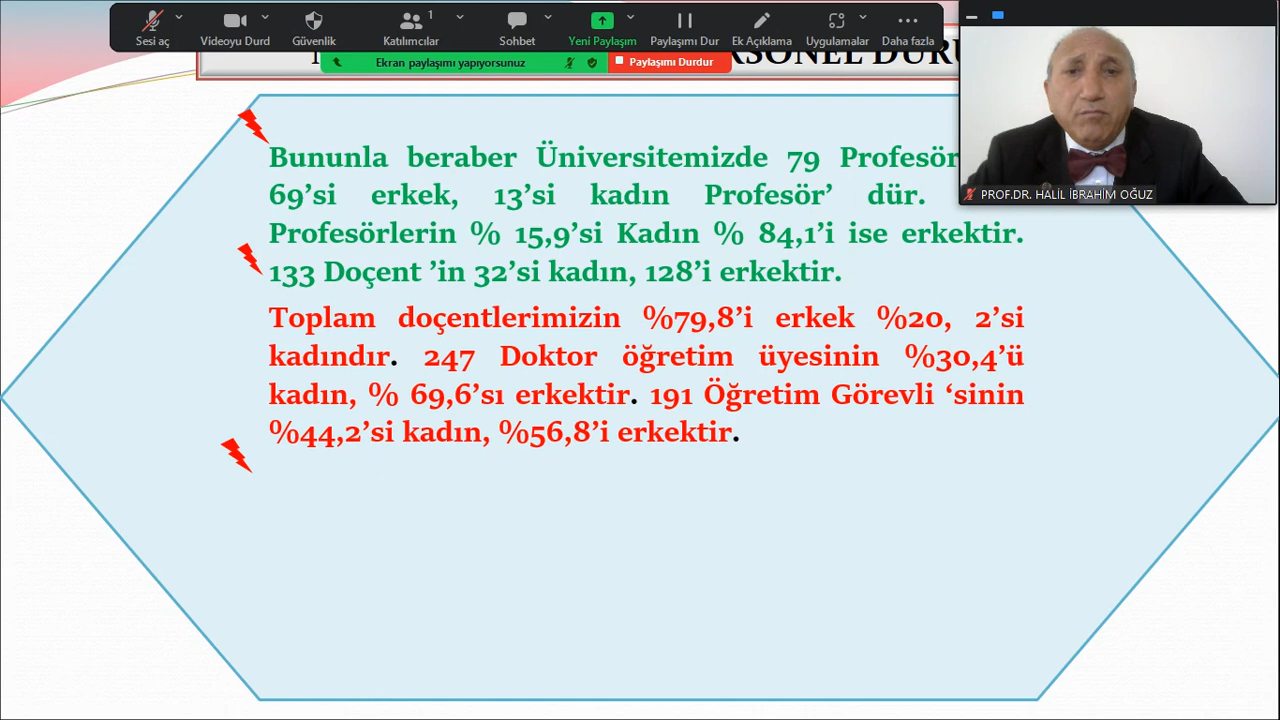 1
Sesi aç
Videoyu Durd
Güvenlik
Katılımcılar
Sohbet
Yeni Paylaşım
Paylaşımı Dur
Ek Açıklama
Uygulamalar
Daha fazla
Ekran paylaşımı yapıyorsunuz
Paylaşımı Durdur
PROF.DR. HALİL İBRAHİM OĞUZ
Bununla beraber Üniversitemizde 79 Profesör
69’si erkek, 13’si kadın Profesör’ dür.
Profesörlerin % 15,9’si Kadın % 84,1’i ise erkektir.
133 Doçent ’in 32’si kadın, 128’i erkektir.
Toplam doçentlerimizin %79,8’i erkek %20, 2’si
kadındır. 247 Doktor öğretim üyesinin %30,4’ü
kadın, % 69,6’sı erkektir. 191 Öğretim Görevli ‘sinin
%44,2’si kadın, %56,8’i erkektir.